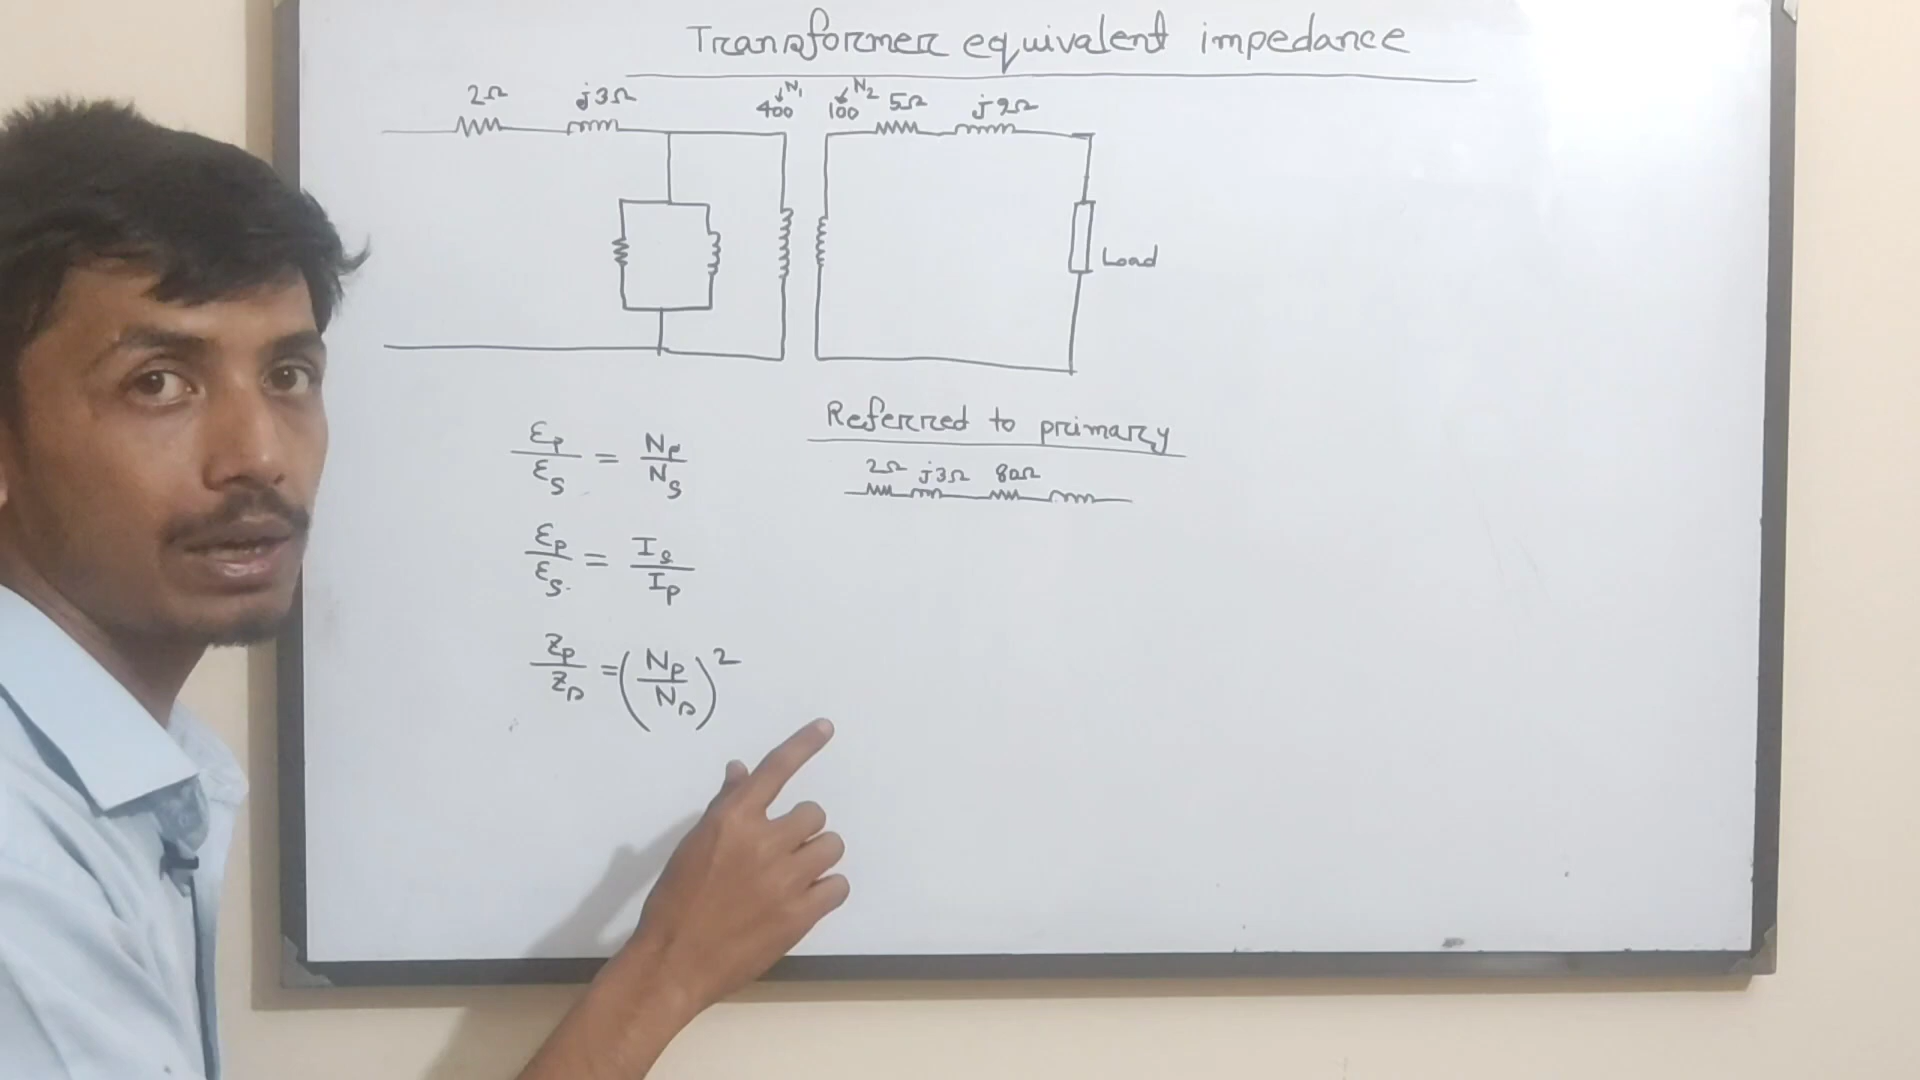 Transformer equivalent impedance
2Ω j3Ω 400 ↓N₁ 100 ↓N₂ 5Ω j9Ω
Load
Referred to primary
2Ω j3Ω 80Ω
Ep/Es = Np/Ns
Ep/Es = Is/Ip
Zp/Zs = (Np/Ns)²